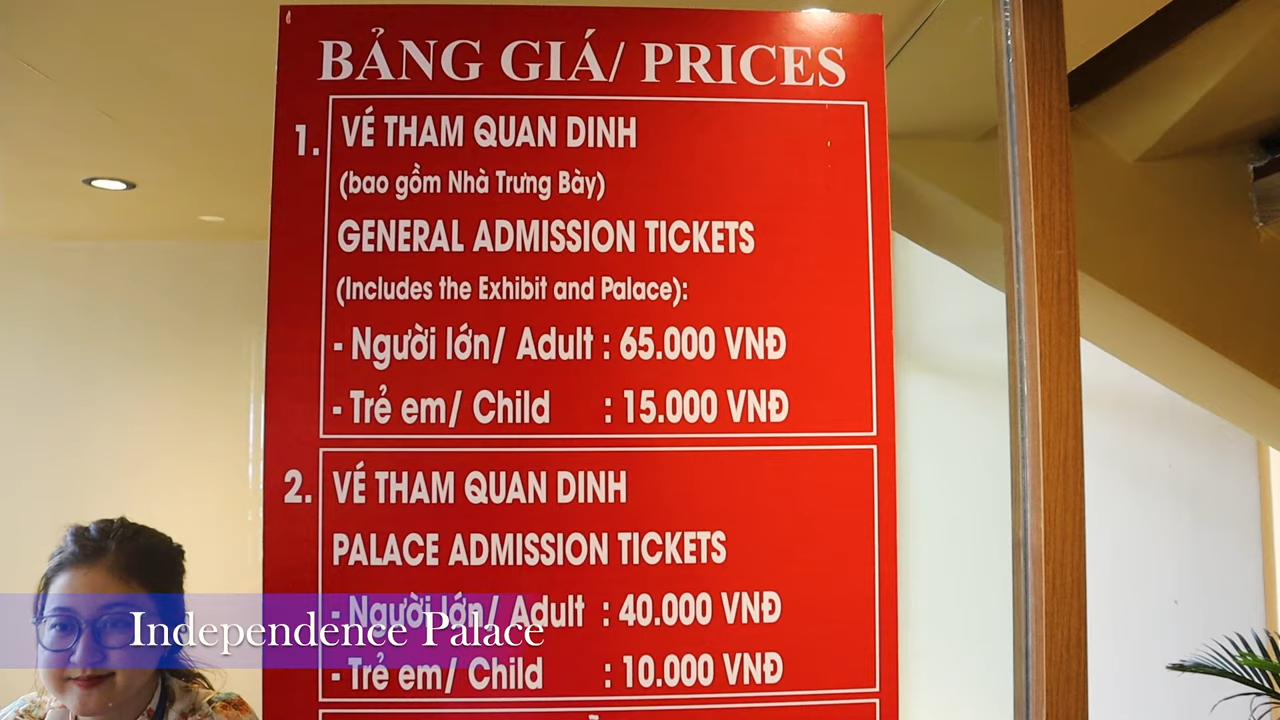 BẢNG GIÁ/ PRICES
1. VÉ THAM QUAN DINH
(bao gồm Nhà Trưng Bày)
GENERAL ADMISSION TICKETS
(Includes the Exhibit and Palace):
- Người lớn/ Adult : 65.000 VNĐ
- Trẻ em/ Child : 15.000 VNĐ
2. VÉ THAM QUAN DINH
PALACE ADMISSION TICKETS
- Người lớn/ Adult : 40.000 VNĐ
Independence Palace
- Trẻ em/ Child : 10.000 VNĐ